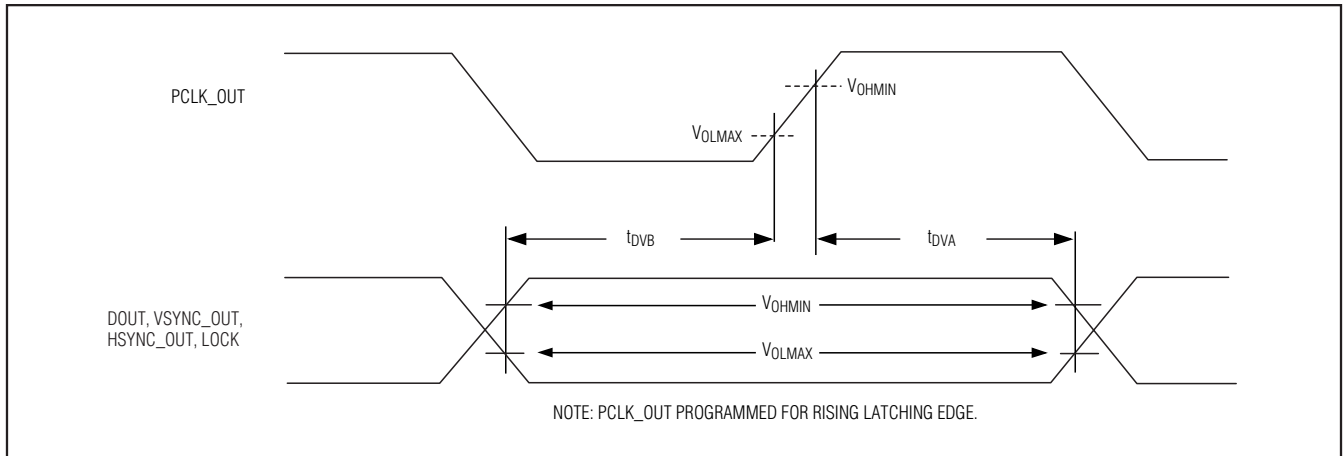 PCLK_OUT
VOHMIN
VOLMAX
tDVB
tDVA
DOUT, VSYNC_OUT,
HSYNC_OUT, LOCK
VOHMIN
VOLMAX
NOTE: PCLK_OUT PROGRAMMED FOR RISING LATCHING EDGE.